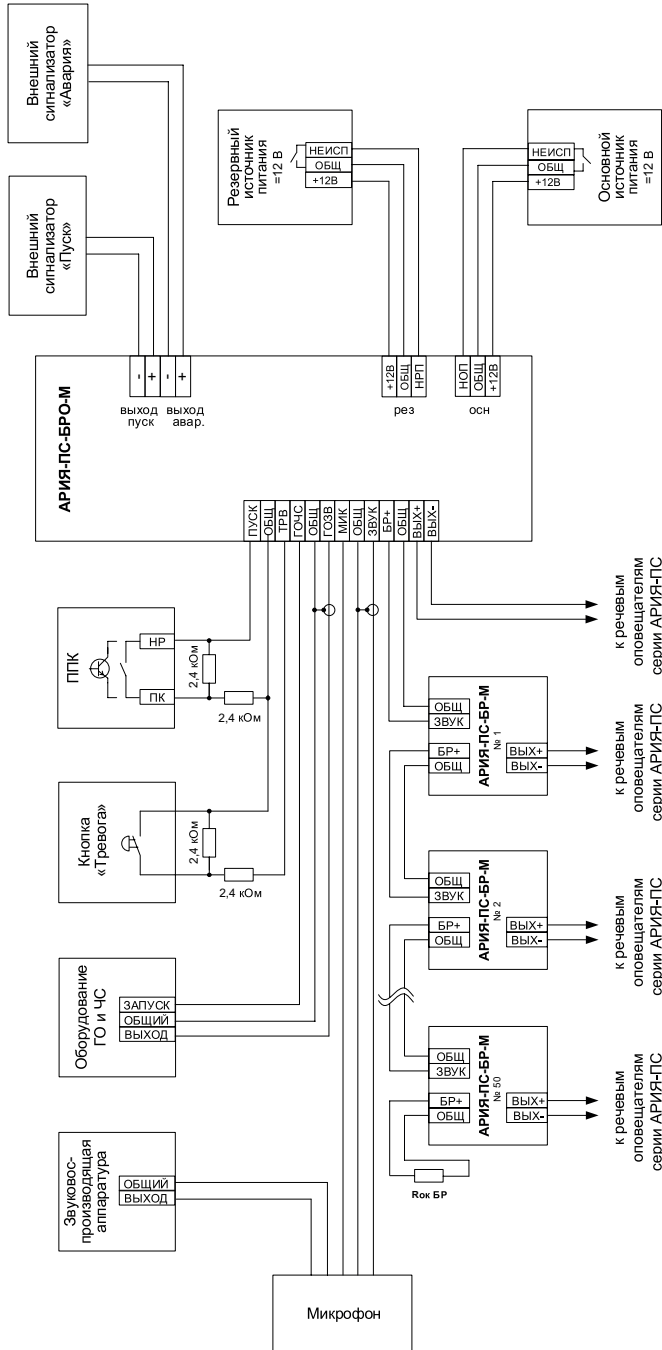 Внешний
сигнализатор
«Авария»
Внешний
сигнализатор
«Пуск»
Резервный
источник
питания
=12 В
НЕИСП
ОБЩ
+12В
Основной
источник
питания
=12 В
НЕИСП
ОБЩ
+12В
АРИЯ-ПС-БРО-М
-
+
-
+
выход
пуск
выход
авар.
+12В
ОБЩ
НРП
рез
НОП
ОБЩ
+12В
осн
ПУСК
ОБЩ
ТРВ
ГОЧС
ОБЩ
ГОЗВ
МИК
ОБЩ
ЗВУК
БР+
ОБЩ
ВЫХ+
ВЫХ-
ППК
НР
ПК
2,4 кОм
2,4 кОм
Кнопка
«Тревога»
2,4 кОм
2,4 кОм
Оборудование
ГО и ЧС
ЗАПУСК
ОБЩИЙ
ВЫХОД
Звуковос-
производящая
аппаратура
ОБЩИЙ
ВЫХОД
Микрофон
к речевым
оповещателям
серии АРИЯ-ПС
ОБЩ
ЗВУК
БР+
ОБЩ
АРИЯ-ПС-БР-М
№ 1
ВЫХ+
ВЫХ-
к речевым
оповещателям
серии АРИЯ-ПС
ОБЩ
ЗВУК
БР+
ОБЩ
АРИЯ-ПС-БР-М
№ 2
ВЫХ+
ВЫХ-
к речевым
оповещателям
серии АРИЯ-ПС
ОБЩ
ЗВУК
БР+
ОБЩ
АРИЯ-ПС-БР-М
№ 50
ВЫХ+
ВЫХ-
к речевым
оповещателям
серии АРИЯ-ПС
Rок БР